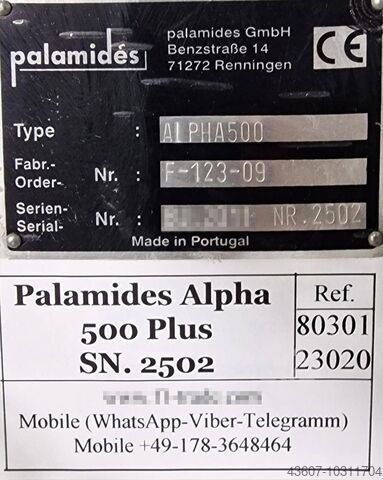 palamides
palamides GmbH
Benzstraße 14
71272 Renningen
CE
Type : ALPHA500
Fabr.-
Order- Nr. : F-123-09
Serien-
Serial- Nr. : NR.2502
Made in Portugal
Palamides Alpha
500 Plus
SN. 2502
Ref.
80301
23020
Mobile (WhatsApp-Viber-Telegramm)
Mobile +49-178-3648464
43607-10311704